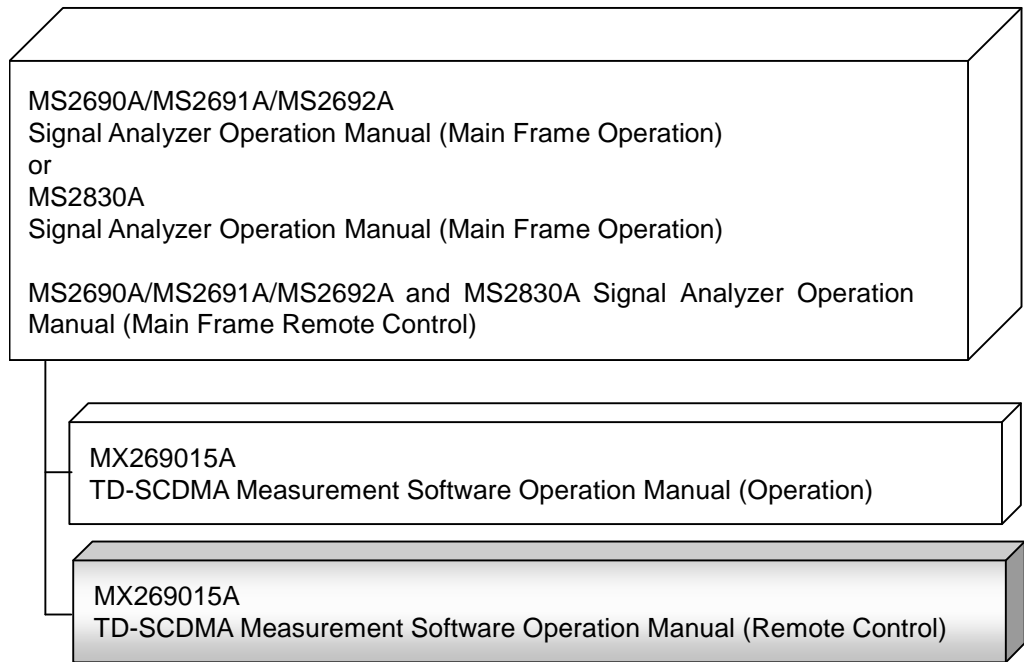 MS2690A/MS2691A/MS2692A
Signal Analyzer Operation Manual (Main Frame Operation)
or
MS2830A
Signal Analyzer Operation Manual (Main Frame Operation)
MS2690A/MS2691A/MS2692A and MS2830A Signal Analyzer Operation
Manual (Main Frame Remote Control)
MX269015A
TD-SCDMA Measurement Software Operation Manual (Operation)
MX269015A
TD-SCDMA Measurement Software Operation Manual (Remote Control)